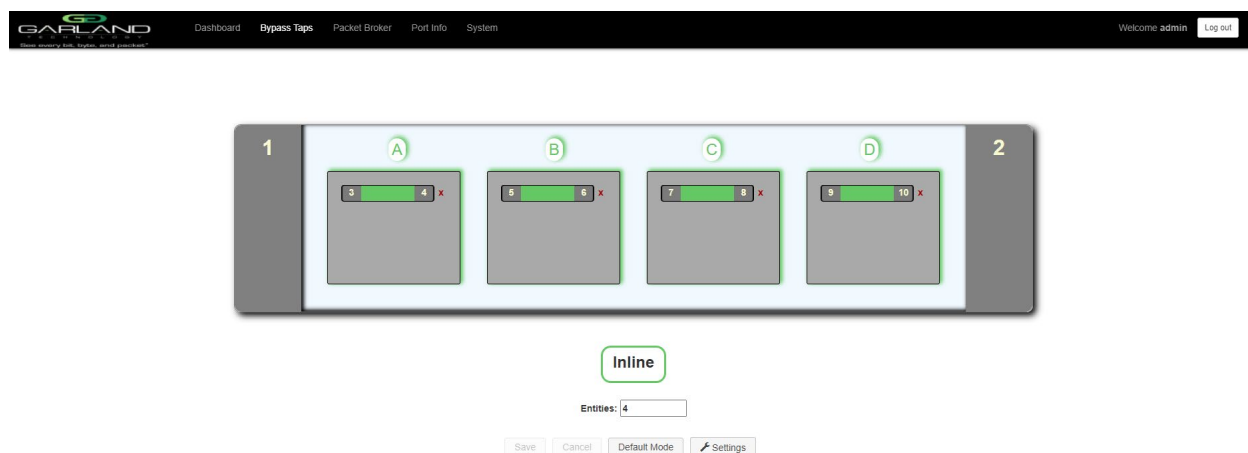 GARLAND
TECHNOLOGY
See every bit, byte, and packet™
Dashboard Bypass Taps Packet Broker Port Info System Welcome admin Log out
1 A B C D 2
3 4 x 5 6 x 7 8 x 9 10 x
Inline
Entities: 4
Save Cancel Default Mode Settings